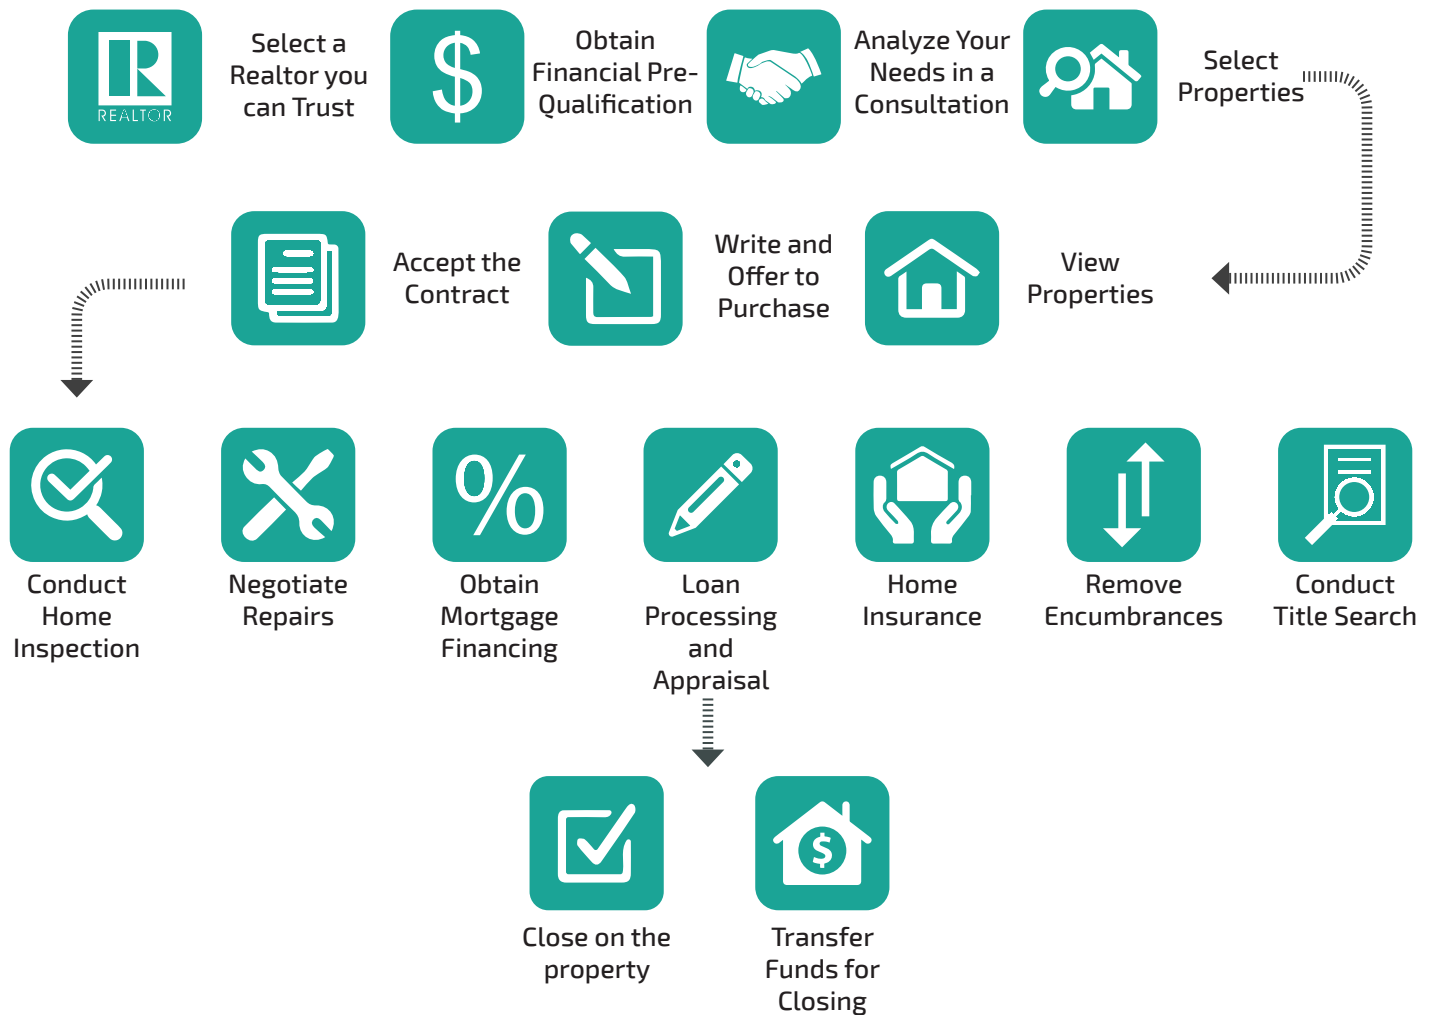 REALTOR
Select a
Realtor you
can Trust
$
Obtain
Financial Pre-
Qualification
Analyze Your
Needs in a
Consultation
Select
Properties
View
Properties
Write and
Offer to
Purchase
Accept the
Contract
Conduct
Home
Inspection
Negotiate
Repairs
%
Obtain
Mortgage
Financing
Loan
Processing
and
Appraisal
Home
Insurance
Remove
Encumbrances
Conduct
Title Search
Close on the
property
$
Transfer
Funds for
Closing